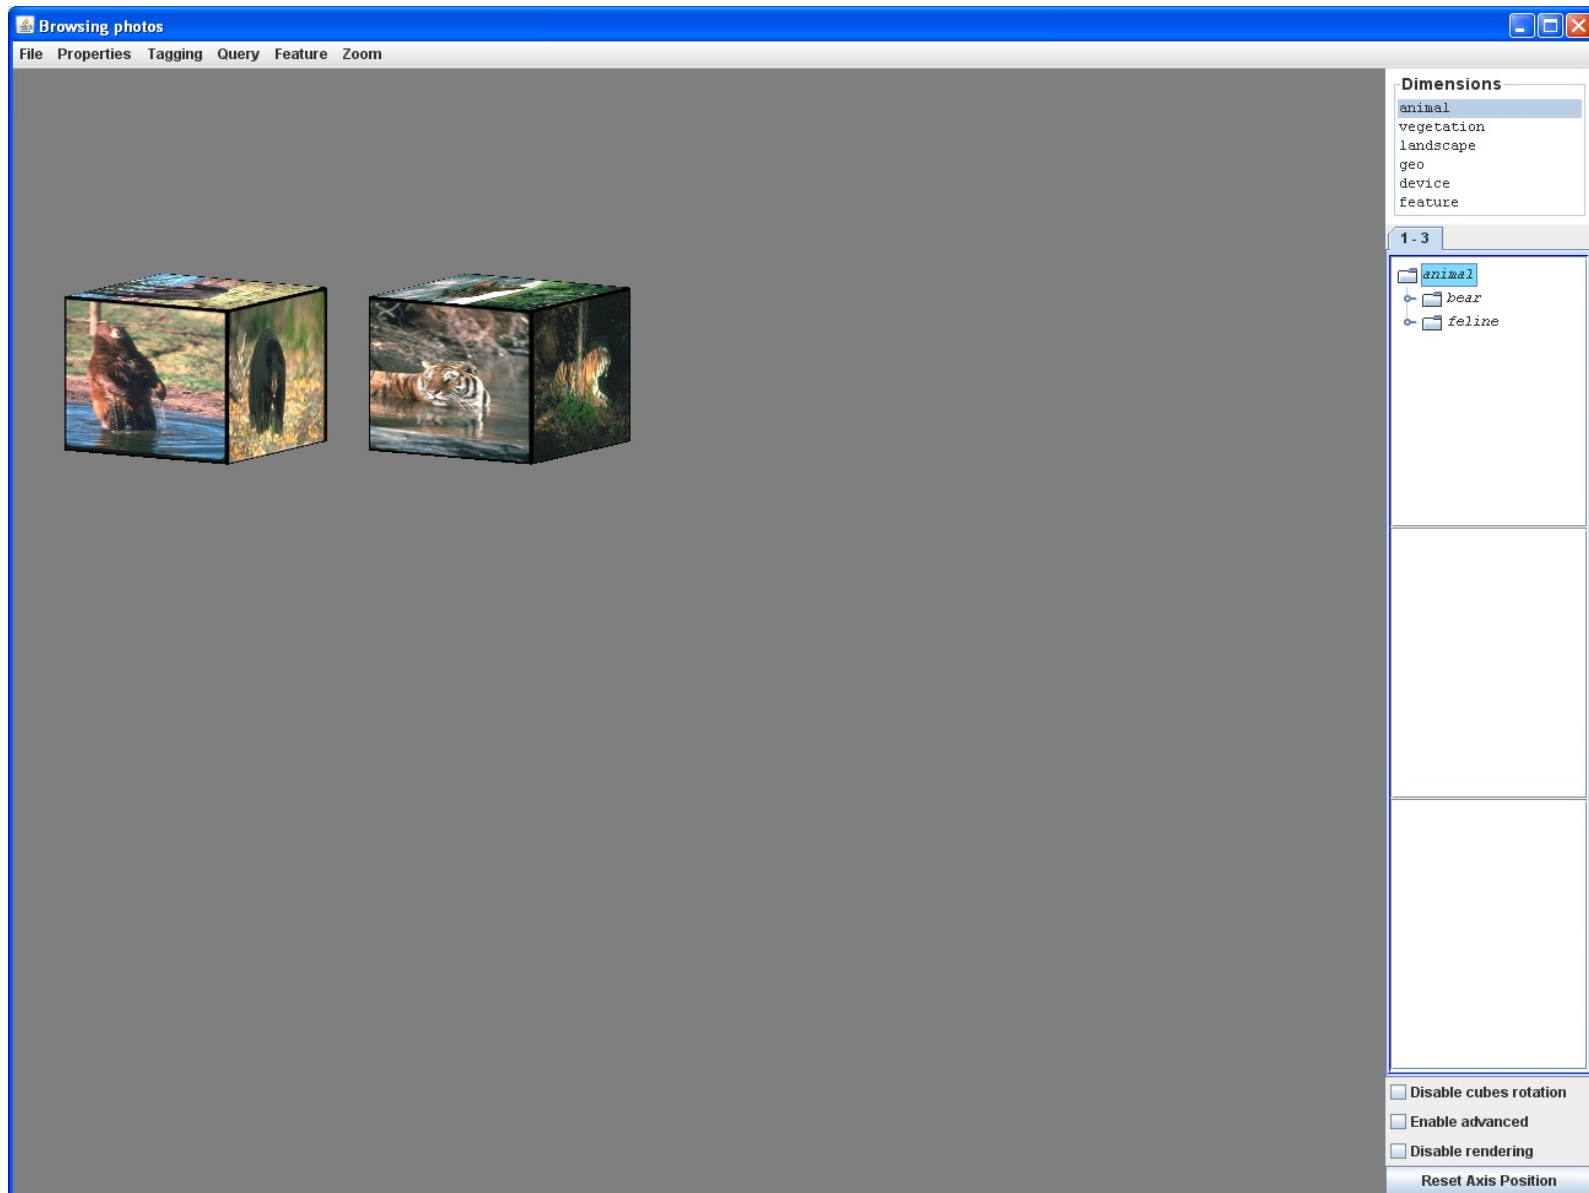 Browsing photos
File Properties Tagging Query Feature Zoom
Dimensions
animal
vegetation
landscape
geo
device
feature
1 - 3
animal
bear
feline
Disable cubes rotation
Enable advanced
Disable rendering
Reset Axis Position